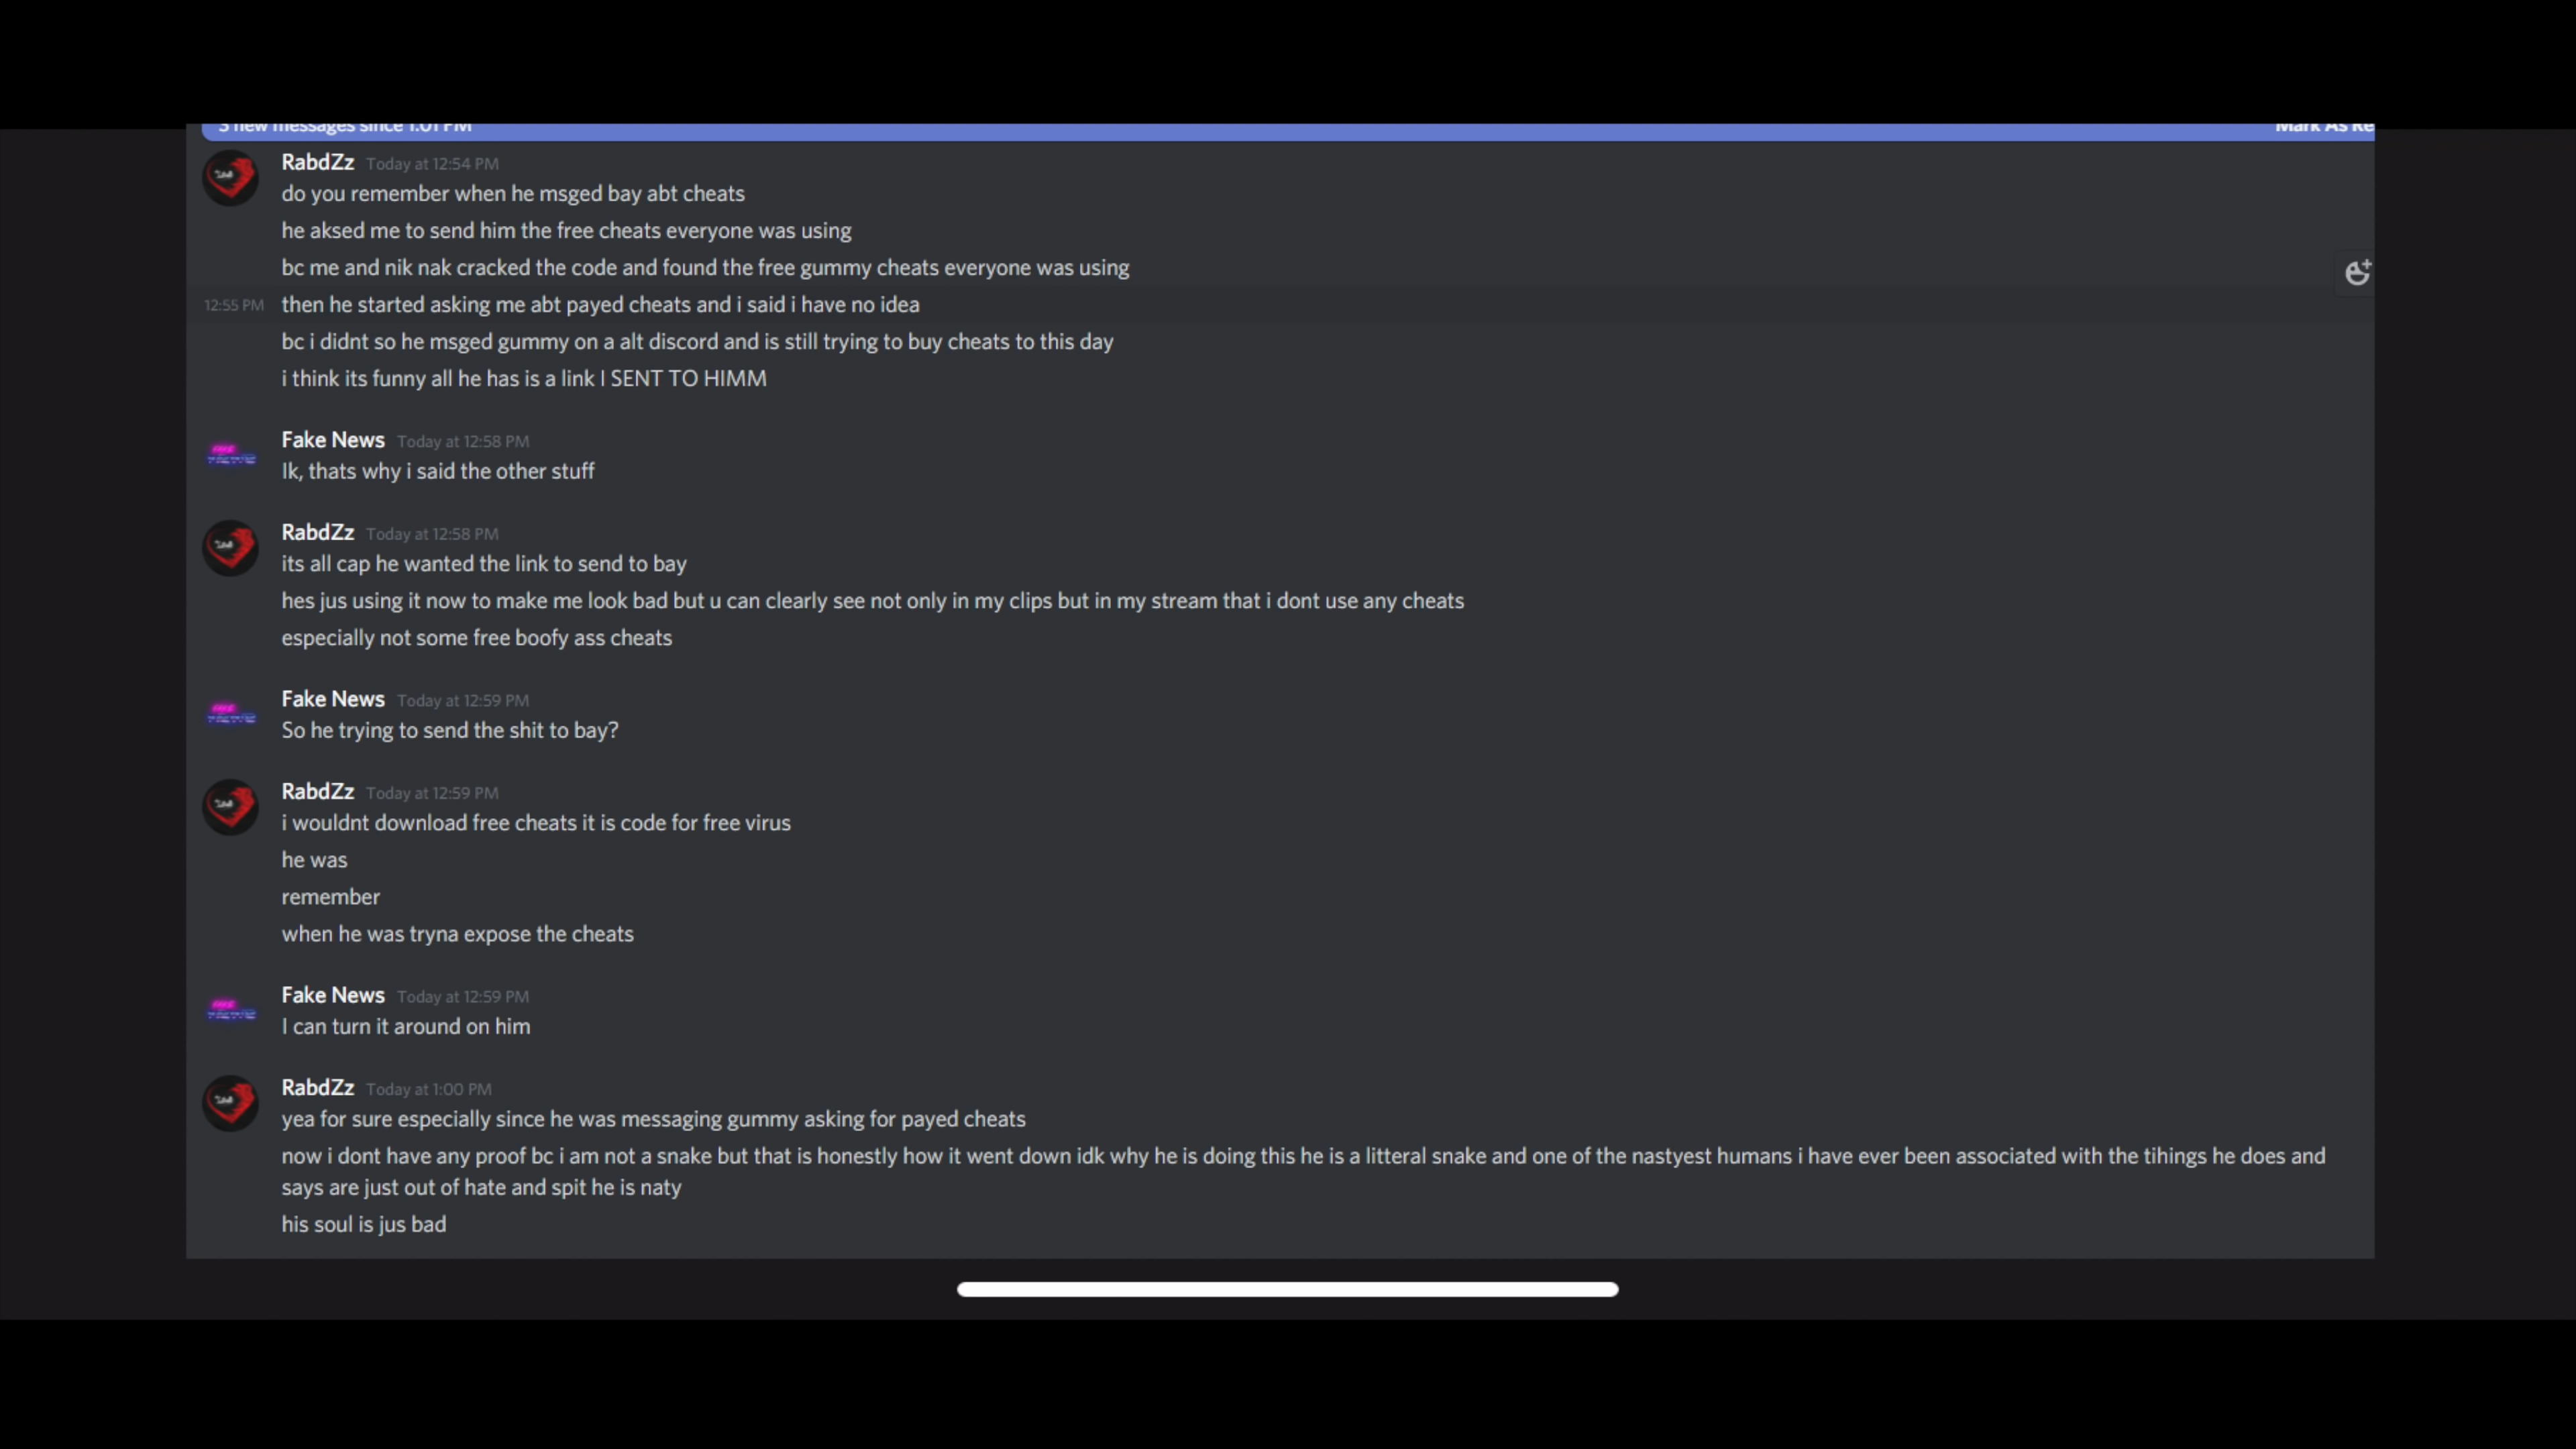 3 new messages since 1:01 PM
Mark As Re
RabdZz Today at 12:54 PM
do you remember when he msged bay abt cheats
he aksed me to send him the free cheats everyone was using
bc me and nik nak cracked the code and found the free gummy cheats everyone was using
12:55 PM then he started asking me abt payed cheats and i said i have no idea
bc i didnt so he msged gummy on a alt discord and is still trying to buy cheats to this day
i think its funny all he has is a link I SENT TO HIMM
Fake News Today at 12:58 PM
Ik, thats why i said the other stuff
RabdZz Today at 12:58 PM
its all cap he wanted the link to send to bay
hes jus using it now to make me look bad but u can clearly see not only in my clips but in my stream that i dont use any cheats
especially not some free boofy ass cheats
Fake News Today at 12:59 PM
So he trying to send the shit to bay?
RabdZz Today at 12:59 PM
i wouldnt download free cheats it is code for free virus
he was
remember
when he was tryna expose the cheats
Fake News Today at 12:59 PM
I can turn it around on him
RabdZz Today at 1:00 PM
yea for sure especially since he was messaging gummy asking for payed cheats
now i dont have any proof bc i am not a snake but that is honestly how it went down idk why he is doing this he is a litteral snake and one of the nastyest humans i have ever been associated with the tihings he does and
says are just out of hate and spit he is naty
his soul is jus bad